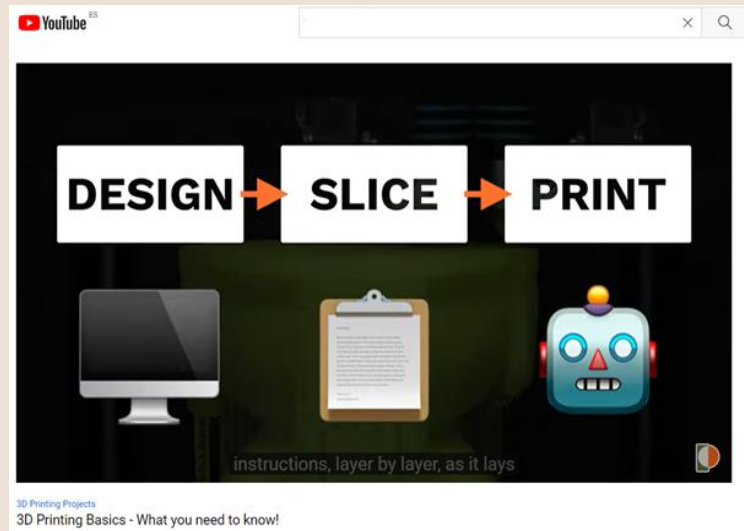 YouTube ES
DESIGN SLICE PRINT
instructions, layer by layer, as it lays
3D Printing Projects
3D Printing Basics - What you need to know!